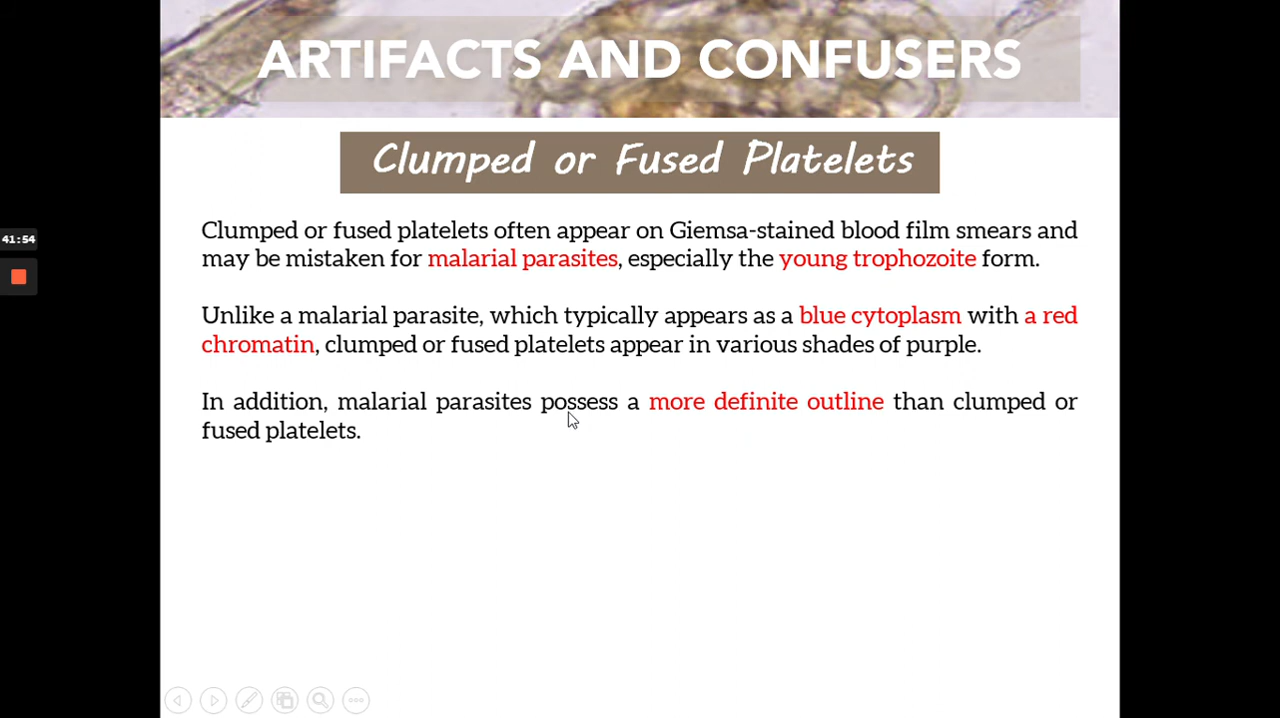 ARTIFACTS AND CONFUSERS
Clumped or Fused Platelets
Clumped or fused platelets often appear on Giemsa-stained blood film smears and
may be mistaken for malarial parasites, especially the young trophozoite form.
41:54
Unlike a malarial parasite, which typically appears as a blue cytoplasm with a red
chromatin, clumped or fused platelets appear in various shades of purple.
In addition, malarial parasites possess a more definite outline than clumped or
fused platelets.